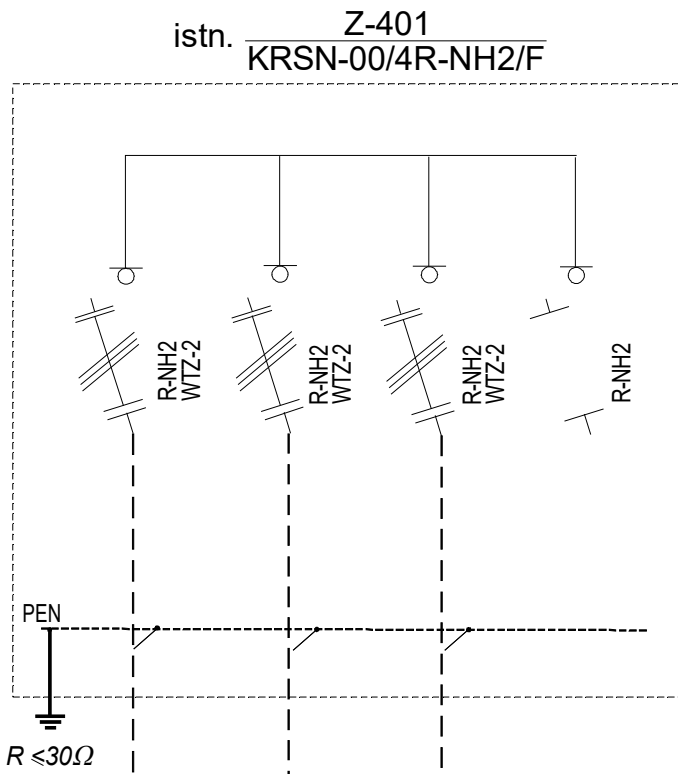 istn. Z-401
KRSN-00/4R-NH2/F
R-NH2
WTZ-2
R-NH2
WTZ-2
R-NH2
WTZ-2
R-NH2
PEN
R ≤30Ω